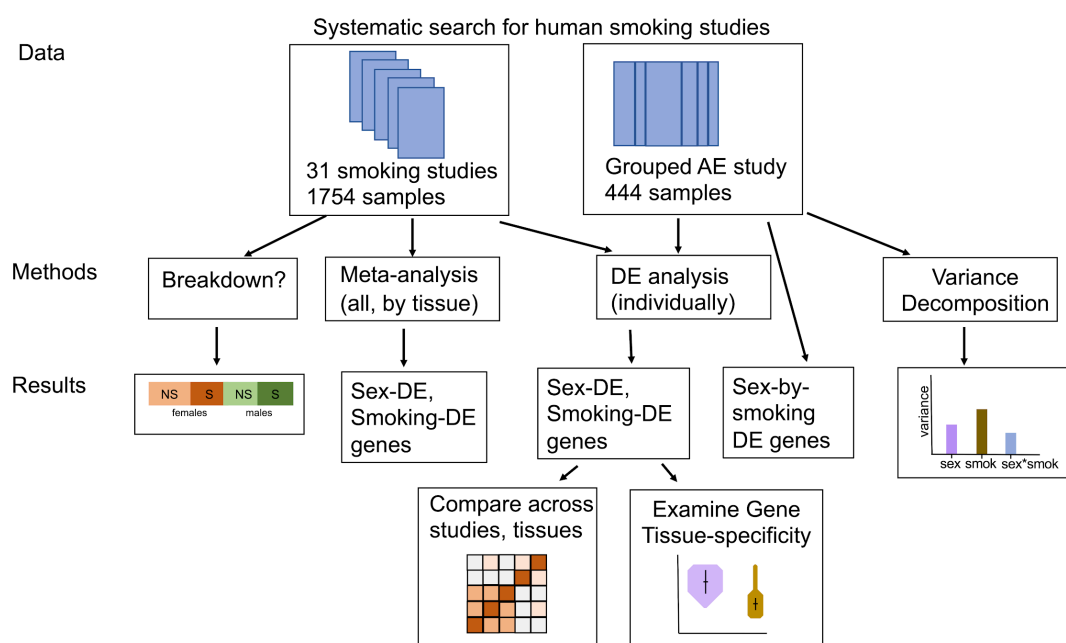 Systematic search for human smoking studies
Data
31 smoking studies
1754 samples
Grouped AE study
444 samples
Methods
Breakdown?
Meta-analysis
(all, by tissue)
DE analysis
(individually)
Variance
Decomposition
Results
NS S NS S
females males
Sex-DE,
Smoking-DE
genes
Sex-DE,
Smoking-DE
genes
Sex-by-
smoking
DE genes
variance
sex smok sex*smok
Compare across
studies, tissues
Examine Gene
Tissue-specificity